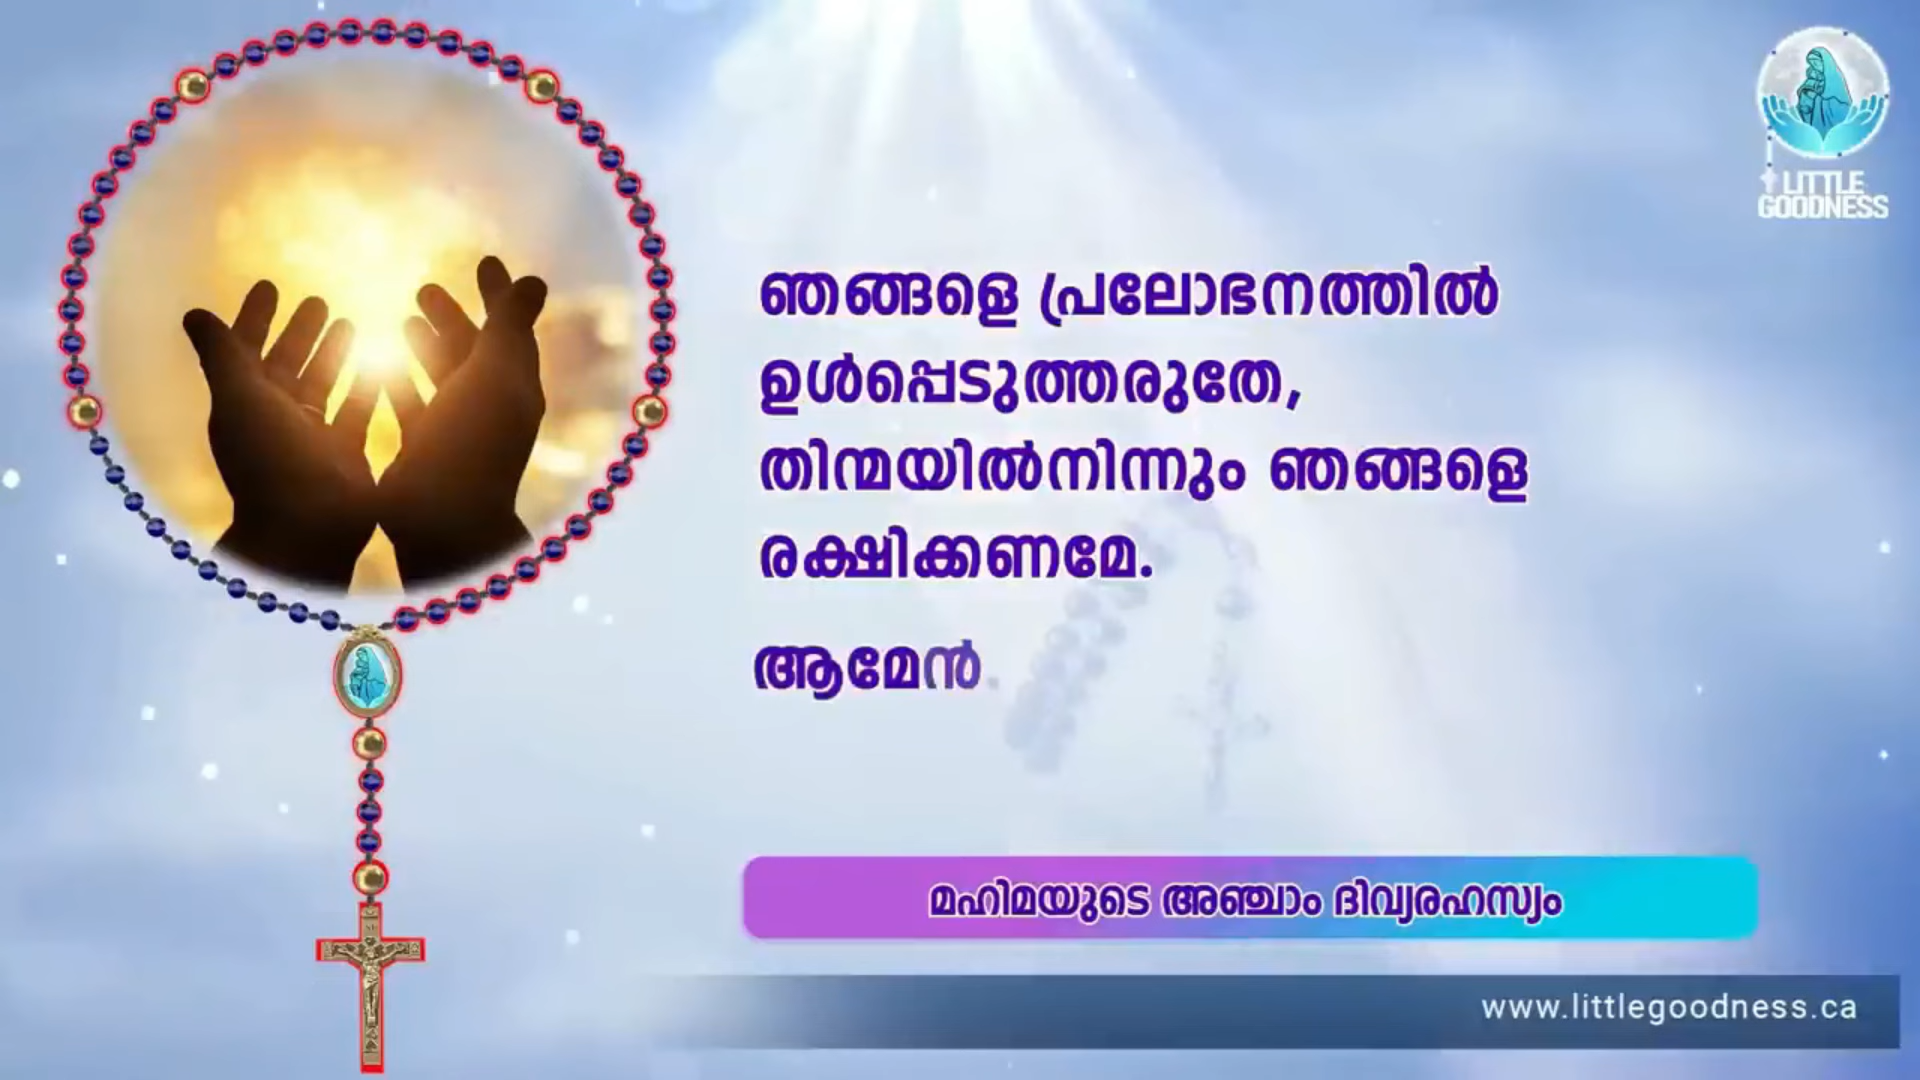 LITTLE
GOODNESS
ഞങ്ങളെ പ്രലോഭനത്തിൽ
ഉൾപ്പെടുത്തരുതേ,
തിന്മയിൽനിന്നും ഞങ്ങളെ
രക്ഷിക്കണമേ.
ആമേൻ.
മഹിമയുടെ അഞ്ചാം ദിവ്യരഹസ്യം
www.littlegoodness.ca